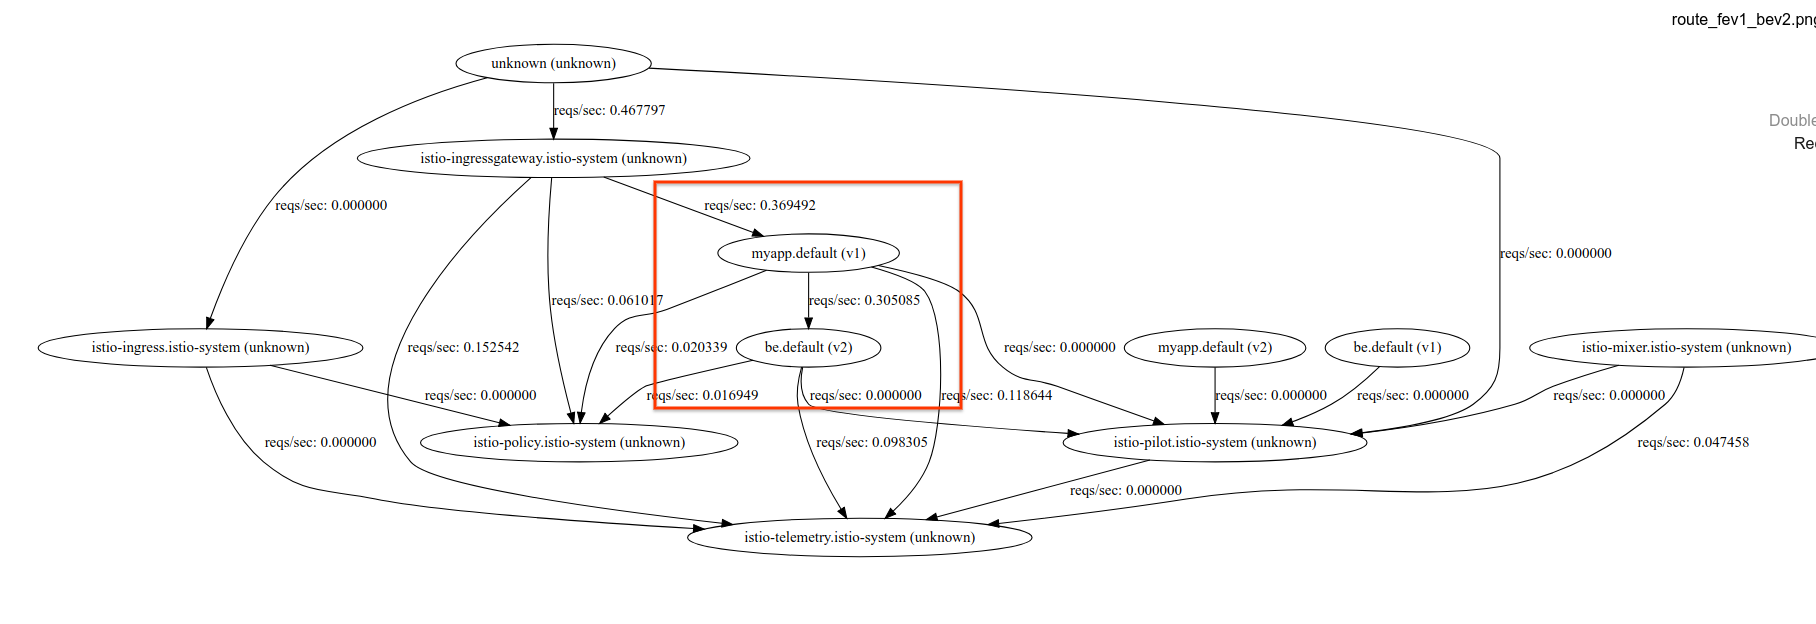 route_fev1_bev2.png
unknown (unknown)
reqs/sec: 0.467797
Double
istio-ingressgateway.istio-system (unknown)
reqs/sec: 0.000000
reqs/sec: 0.369492
myapp.default (v1)
reqs/sec: 0.000000
reqs/sec: 0.061017
reqs/sec: 0.305085
istio-ingress.istio-system (unknown)
reqs/sec: 0.152542
reqs/sec: 0.020339
be.default (v2)
reqs/sec: 0.000000
myapp.default (v2)
be.default (v1)
istio-mixer.istio-system (unknown)
reqs/sec: 0.000000
reqs/sec: 0.016949
reqs/sec: 0.000000
reqs/sec: 0.118644
reqs/sec: 0.000000
reqs/sec: 0.000000
reqs/sec: 0.000000
reqs/sec: 0.000000
istio-policy.istio-system (unknown)
reqs/sec: 0.098305
istio-pilot.istio-system (unknown)
reqs/sec: 0.047458
reqs/sec: 0.000000
istio-telemetry.istio-system (unknown)